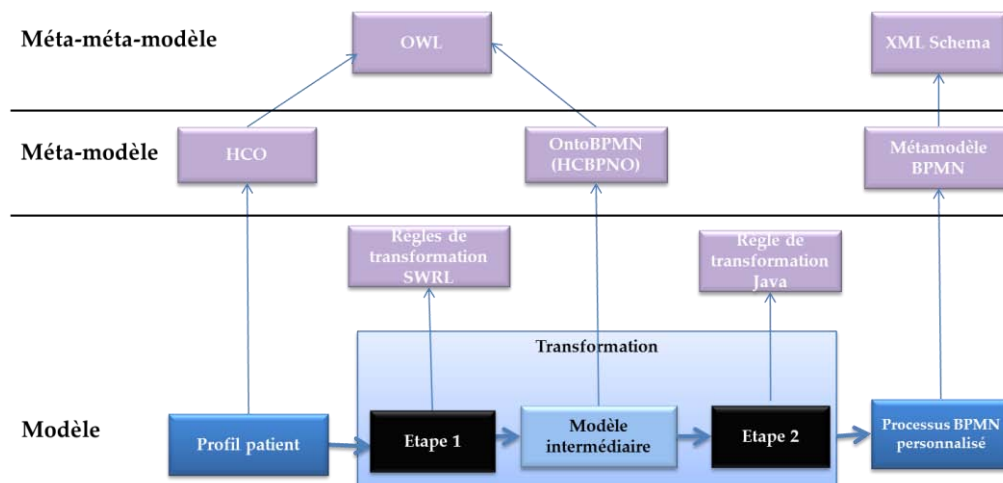 Méta-méta-modèle
OWL
XML Schema
Méta-modèle
HCO
OntoBPMN
(HCBPNO)
Métamodèle
BPMN
Règles de
transformation
SWRL
Règle de
transformation
Java
Transformation
Modèle
Profil patient
Etape 1
Modèle
intermédiaire
Etape 2
Processus BPMN
personnalisé